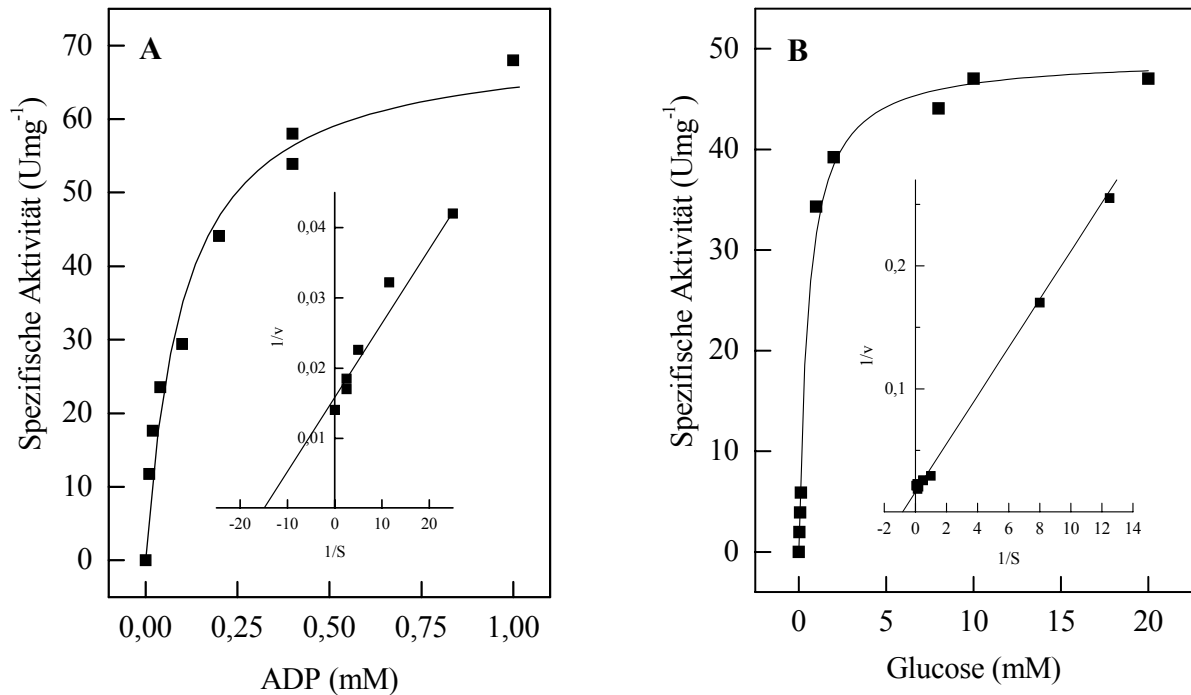 A
Spezifische Aktivität (Umg⁻¹)
70
60
50
40
30
20
10
0
0,00 0,25 0,50 0,75 1,00
ADP (mM)
1/v
0,04
0,03
0,02
0,01
-20 -10 0 10 20
1/S
B
Spezifische Aktivität (Umg⁻¹)
50
40
30
20
10
0
0 5 10 15 20
Glucose (mM)
1/v
0,2
0,1
-2 0 2 4 6 8 10 12 14
1/S